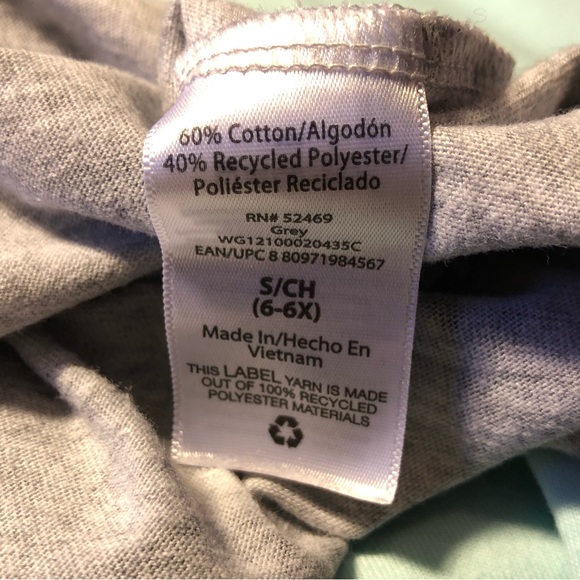 60% Cotton/Algodón
40% Recycled Polyester/
Poliéster Reciclado
RN# 52469
Grey
WG12100020435C
EAN/UPC 8 80971984567
S/CH
(6-6X)
Made In/Hecho En
Vietnam
THIS LABEL YARN IS MADE
OUT OF 100% RECYCLED
POLYESTER MATERIALS